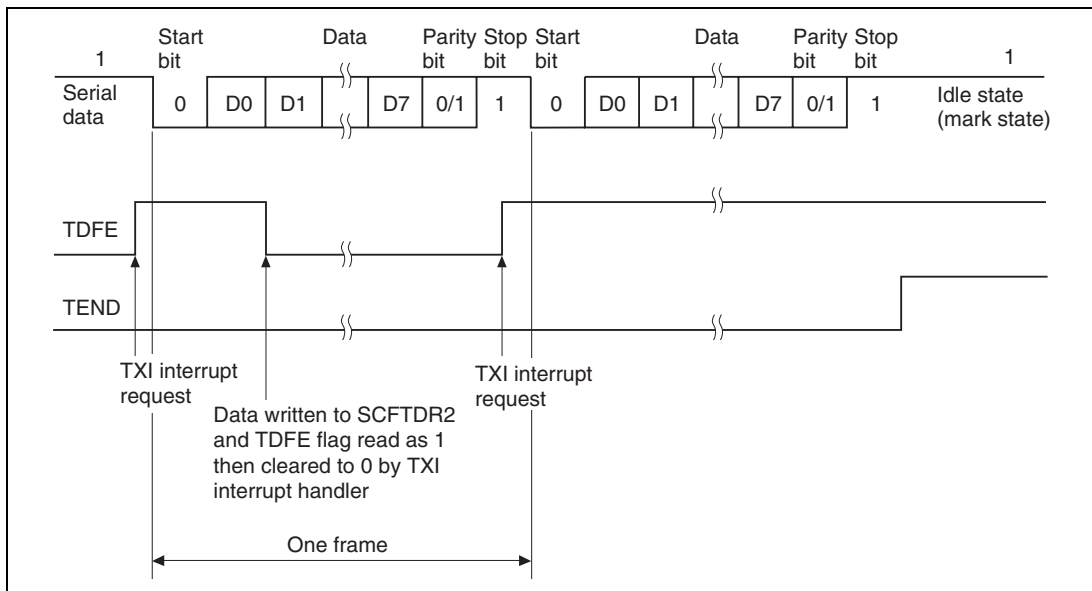 Start bit
Data
Parity bit
Stop bit
Start bit
Data
Parity bit
Stop bit
1
1
Serial data
0
D0
D1
D7
0/1
1
0
D0
D1
D7
0/1
1
Idle state
(mark state)
TDFE
TEND
TXI interrupt
request
Data written to SCFTDR2
and TDFE flag read as 1
then cleared to 0 by TXI
interrupt handler
TXI interrupt
request
One frame